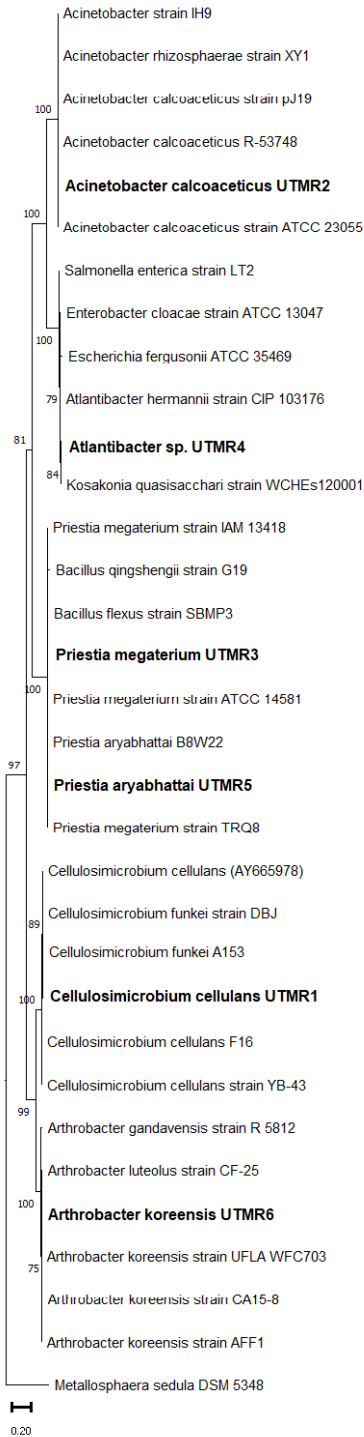 Acinetobacter strain IH9
Acinetobacter rhizosphaerae strain XY1
Acinetobacter calcoaceticus strain pJ19
100
Acinetobacter calcoaceticus R-53748
Acinetobacter calcoaceticus UTMR2
100
Acinetobacter calcoaceticus strain ATCC 23055
Salmonella enterica strain LT2
Enterobacter cloacae strain ATCC 13047
100
Escherichia fergusonii ATCC 35469
79
Atlantibacter hermannii strain CIP 103176
81
Atlantibacter sp. UTMR4
84
Kosakonia quasisacchari strain WCHEs120001
Priestia megaterium strain IAM 13418
Bacillus qingshengii strain G19
Bacillus flexus strain SBMP3
Priestia megaterium UTMR3
100
Priestia megaterium strain ATCC 14581
Priestia aryabhattai B8W22
97
Priestia aryabhattai UTMR5
Priestia megaterium strain TRQ8
Cellulosimicrobium cellulans (AY665978)
89
Cellulosimicrobium funkei strain DBJ
Cellulosimicrobium funkei A153
100
Cellulosimicrobium cellulans UTMR1
Cellulosimicrobium cellulans F16
Cellulosimicrobium cellulans strain YB-43
99
Arthrobacter gandavensis strain R 5812
Arthrobacter luteolus strain CF-25
100
Arthrobacter koreensis UTMR6
Arthrobacter koreensis strain UFLA WFC703
75
Arthrobacter koreensis strain CA15-8
Arthrobacter koreensis strain AFF1
Metallosphaera sedula DSM 5348
0.20